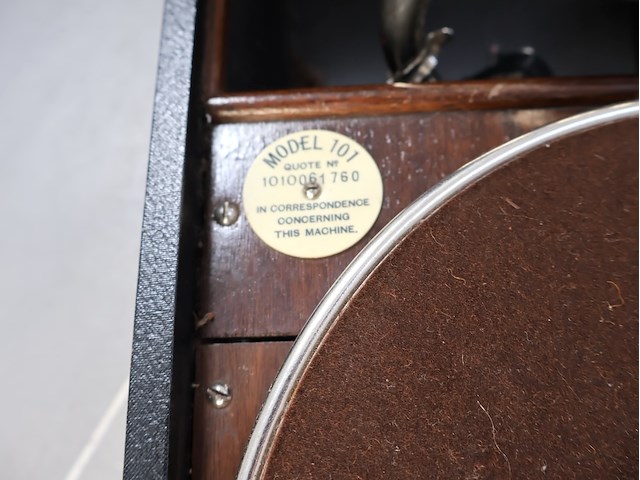 MODEL 101
QUOTE Nº
1010061760
IN CORRESPONDENCE
CONCERNING
THIS MACHINE.